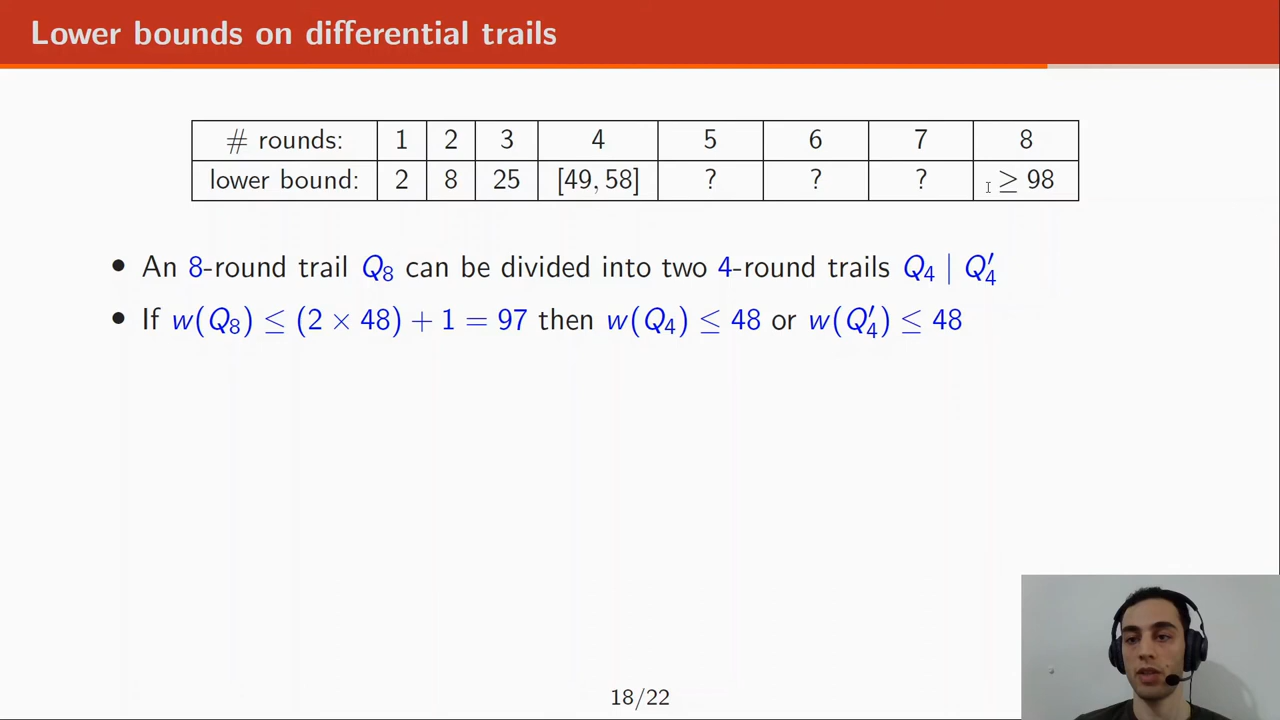 Lower bounds on differential trails
# rounds: 1 2 3 4 5 6 7 8
lower bound: 2 8 25 [49, 58] ? ? ? ≥ 98
• An 8-round trail Q₈ can be divided into two 4-round trails Q₄ | Q₄′
• If w(Q₈) ≤ (2 × 48) + 1 = 97 then w(Q₄) ≤ 48 or w(Q₄′) ≤ 48
18/22